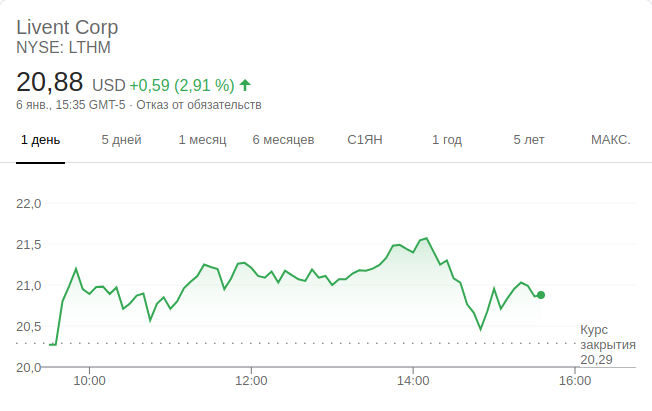 Livent Corp
NYSE: LTHM
20,88 USD +0,59 (2,91 %) ↑
6 янв., 15:35 GMT-5 · Отказ от обязательств
1 день 5 дней 1 месяц 6 месяцев С1ЯН 1 год 5 лет МАКС.
22,0
21,5
21,0
20,5
Курс
закрытия
20,29
20,0
10:00 12:00 14:00 16:00